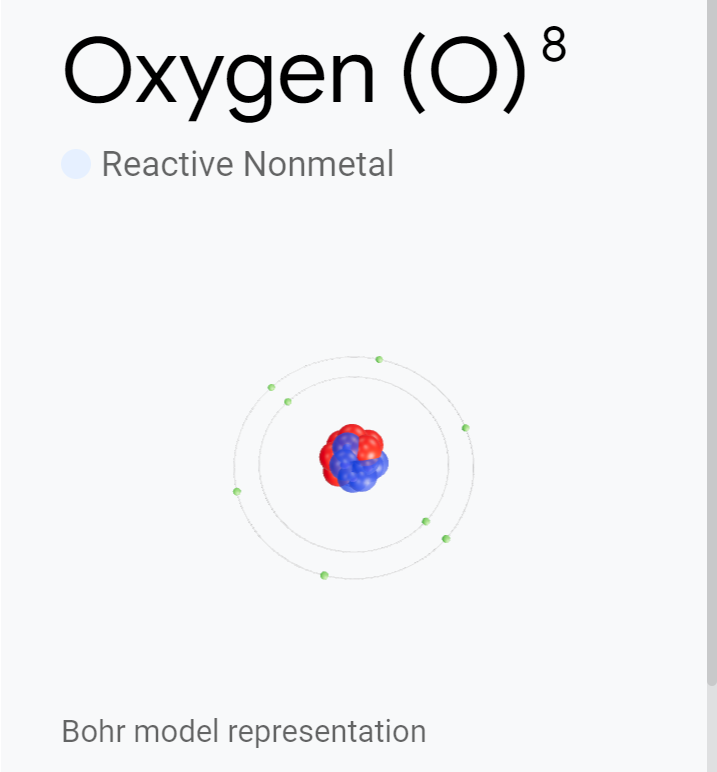 Oxygen (O) 8
Reactive Nonmetal
Bohr model representation